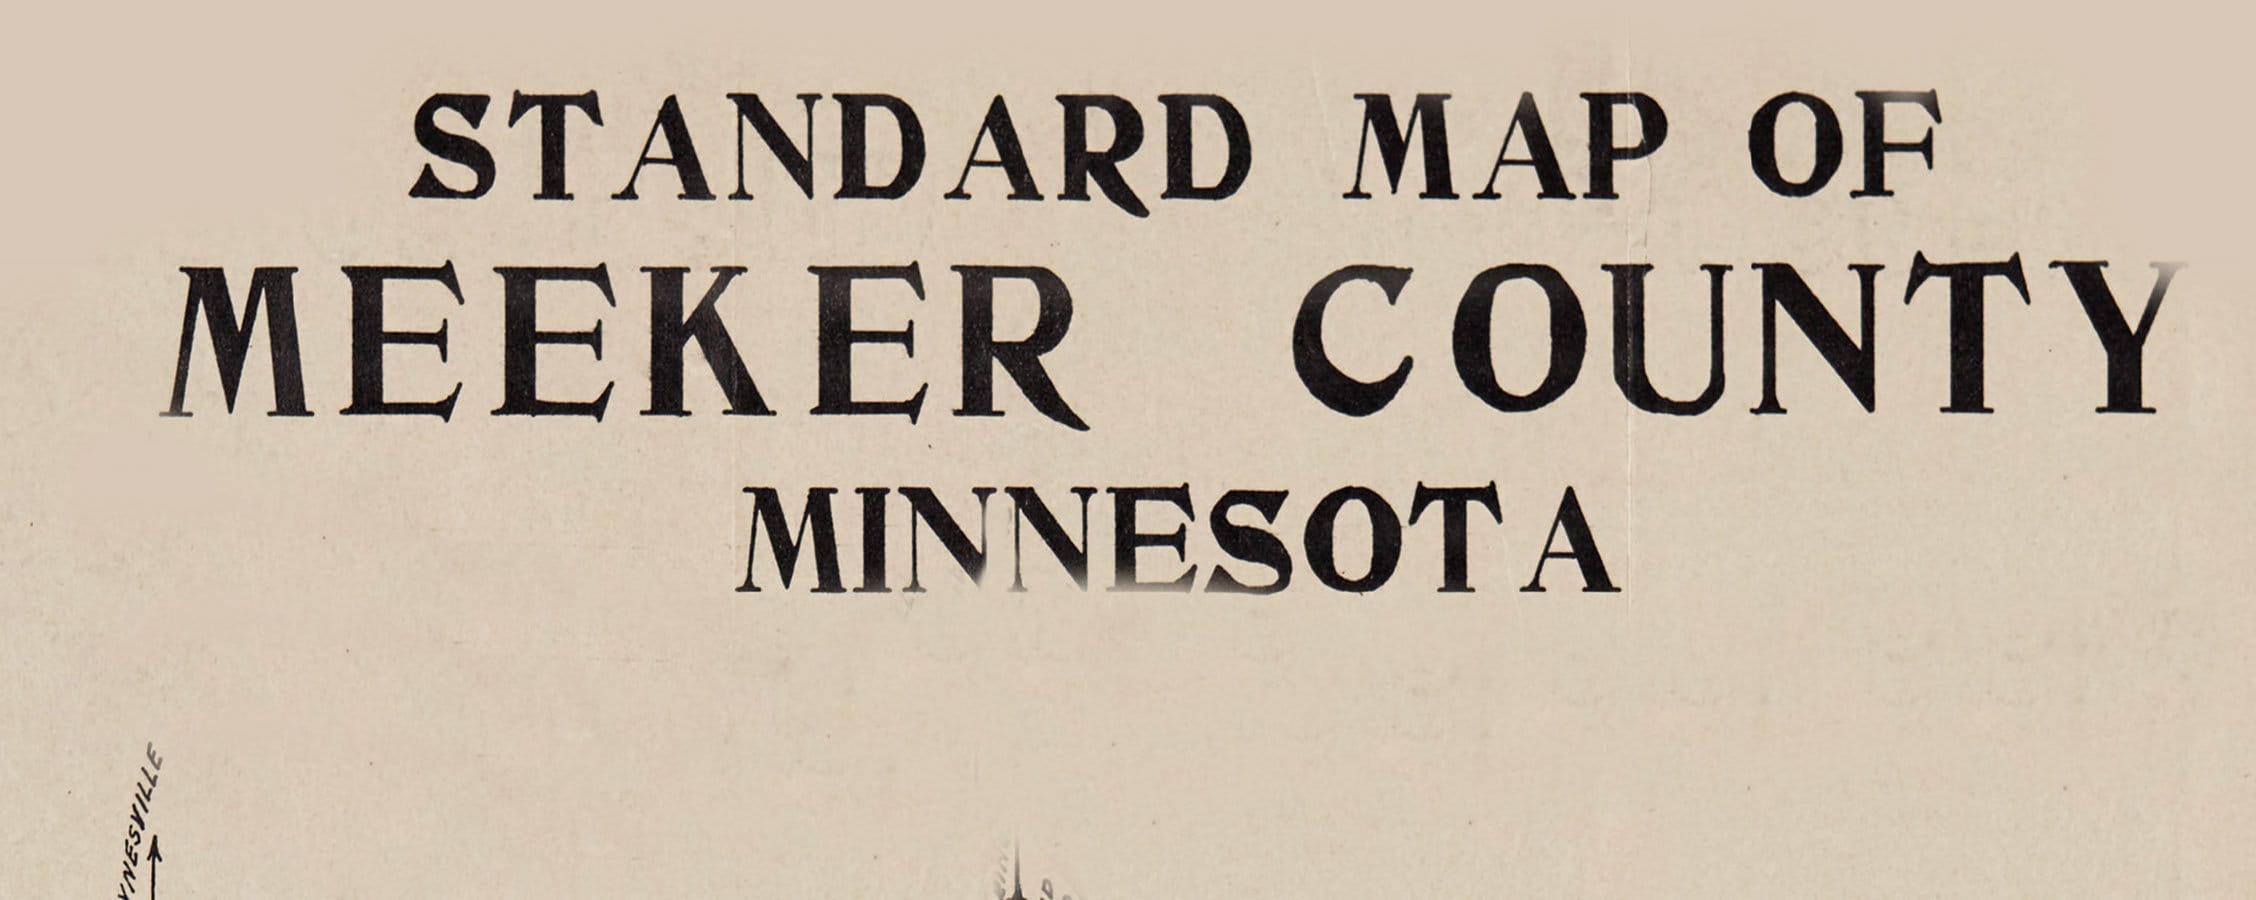 STANDARD MAP OF
MEEKER COUNTY
MINNESOTA